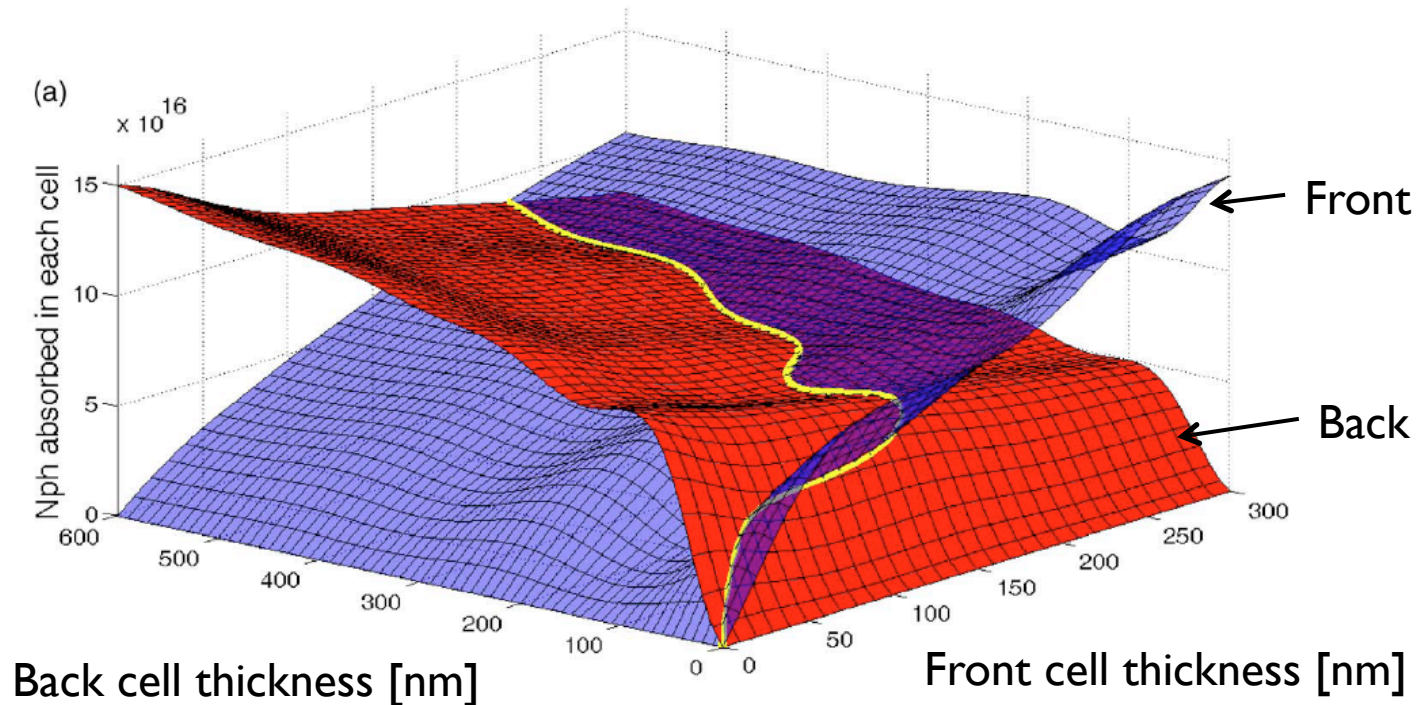 (a)
x 10
16
Nph absorbed in each cell
15
10
5
0
600
500
400
300
200
100
0
0
50
100
150
200
250
300
Front
Back
Back cell thickness [nm]
Front cell thickness [nm]